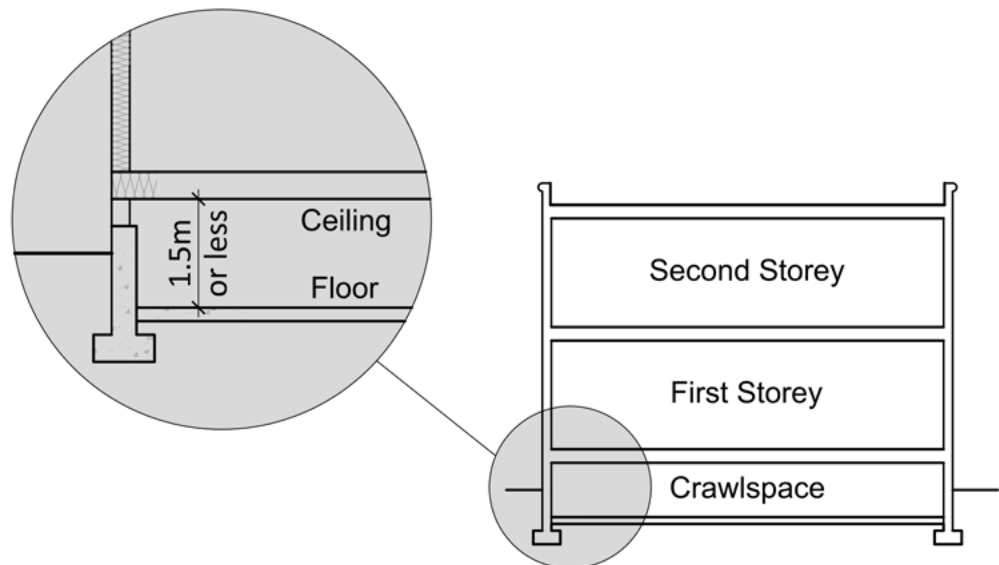 1.5m
or less
Ceiling
Floor
Second Storey
First Storey
Crawlspace